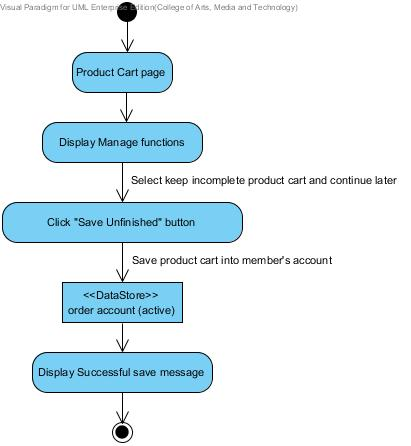 Visual Paradigm for UML Enterprise Edition(College of Arts, Media and Technology)
Product Cart page
Display Manage functions
Select keep incomplete product cart and continue later
Click "Save Unfinished" button
Save product cart into member's account
<<DataStore>>
order account (active)
Display Successful save message